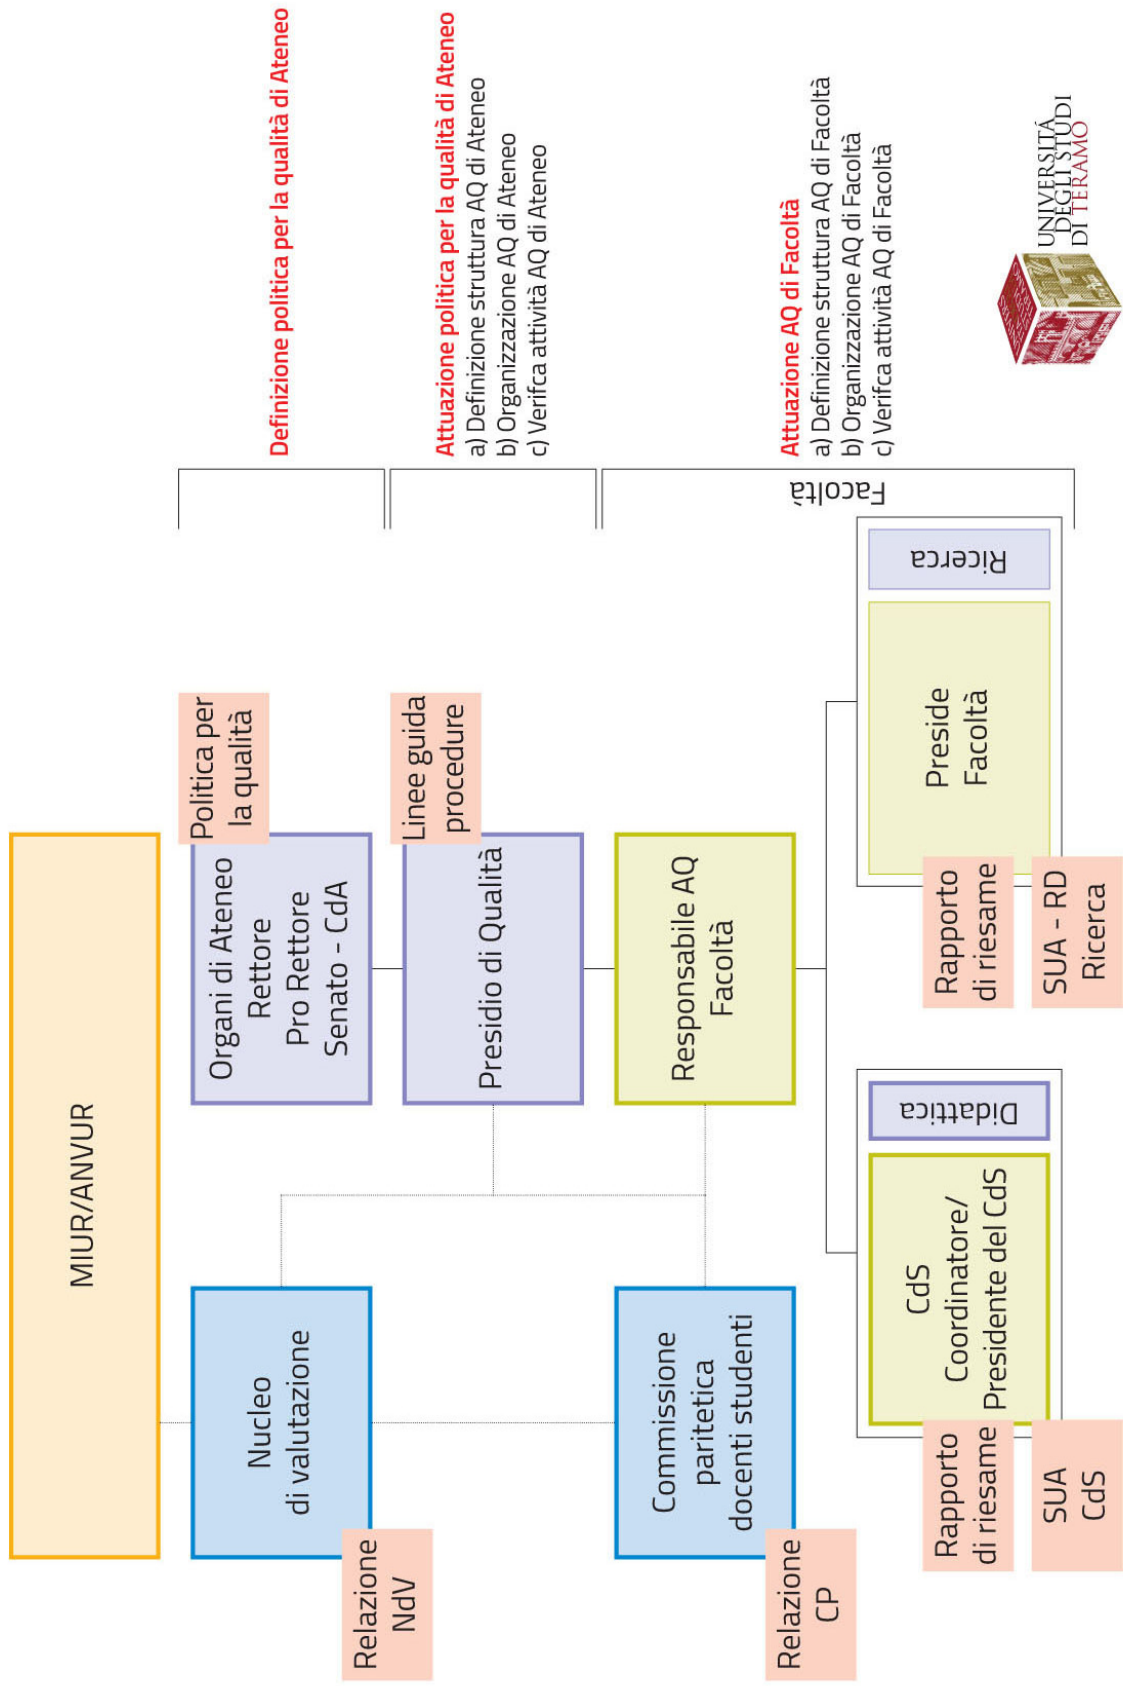 MIUR/ANVUR
Nucleo
di valutazione
Relazione
NdV
Organi di Ateneo
Rettore
Pro Rettore
Senato - CdA
Politica per
la qualità
Definizione politica per la qualità di Ateneo
Presidio di Qualità
Linee guida
procedure
Attuazione politica per la qualità di Ateneo
a) Definizione struttura AQ di Ateneo
b) Organizzazione AQ di Ateneo
c) Verifca attività AQ di Ateneo
Commissione
paritetica
docenti studenti
Relazione
CP
Responsabile AQ
Facoltà
Facoltà
Attuazione AQ di Facoltà
a) Definizione struttura AQ di Facoltà
b) Organizzazione AQ di Facoltà
c) Verifca attività AQ di Facoltà
CdS
Coordinatore/
Presidente del CdS
Didattica
Rapporto
di riesame
SUA
CdS
Preside
Facoltà
Ricerca
Rapporto
di riesame
SUA - RD
Ricerca
UNIVERSITÁ
DEGLI STUDI
DI TERAMO